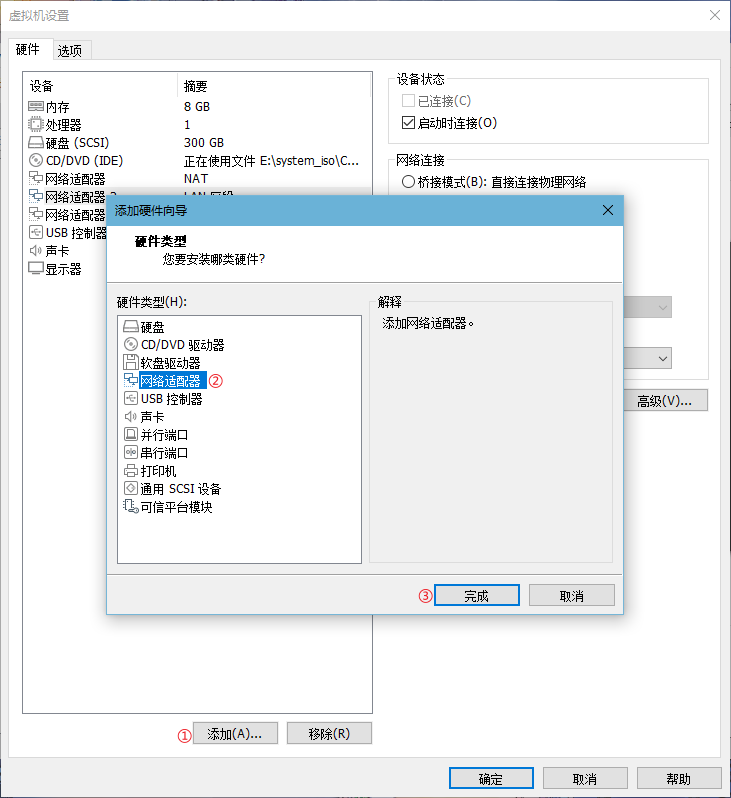 虚拟机设置
硬件 选项
设备 摘要
内存 8 GB
处理器 1
硬盘 (SCSI) 300 GB
CD/DVD (IDE) 正在使用文件 E:\system_iso\C...
网络适配器 NAT
网络适配器
网络适配器
USB 控制器
声卡
显示器
设备状态
已连接(C)
启动时连接(O)
网络连接
桥接模式(B): 直接连接物理网络
高级(V)...
添加硬件向导
硬件类型
您要安装哪类硬件?
硬件类型(H):
硬盘
CD/DVD 驱动器
软盘驱动器
网络适配器 ②
USB 控制器
声卡
并行端口
串行端口
打印机
通用 SCSI 设备
可信平台模块
解释
添加网络适配器。
③ 完成 取消
① 添加(A)... 移除(R)
确定 取消 帮助